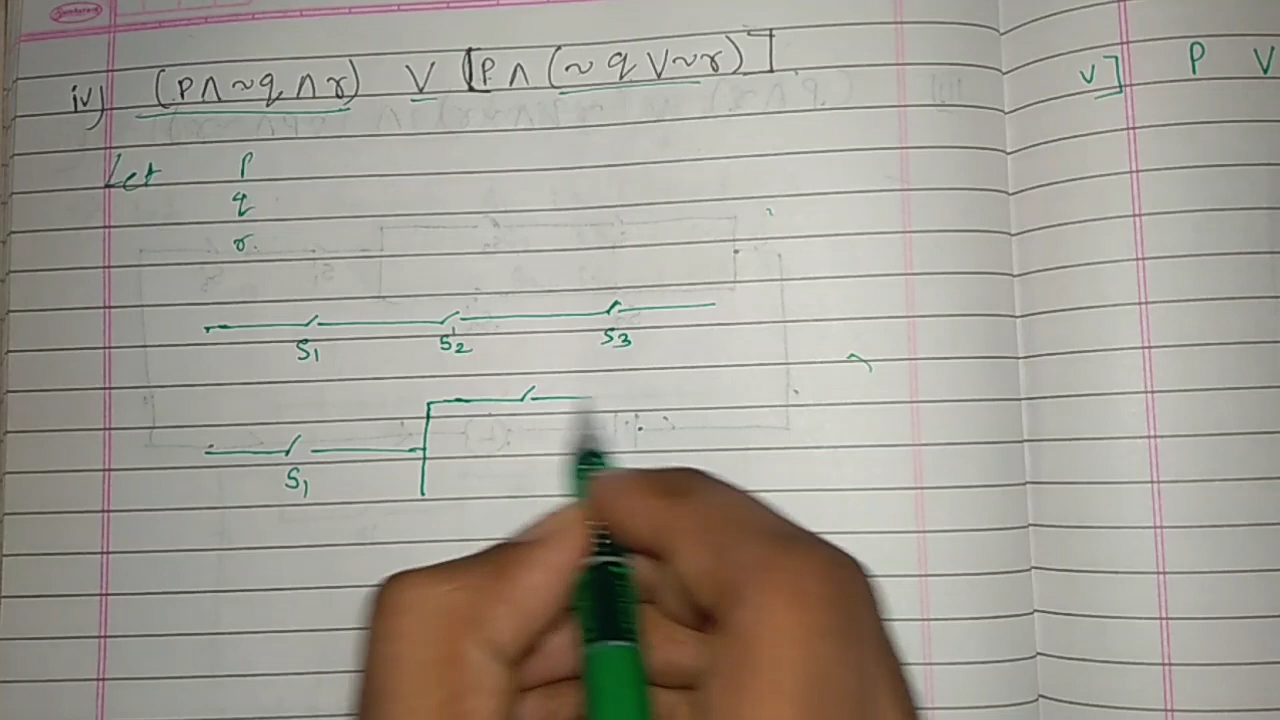 iv) (p ∧ ~q ∧ r) ∨ [p ∧ (~q ∨ ~r)]
v] P V
Let p
q
r.
S1 S2' S3
S1